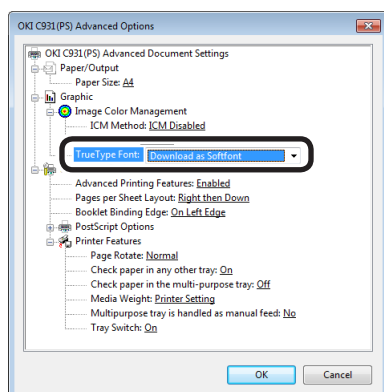 OKI C931(PS) Advanced Options
OKI C931(PS) Advanced Document Settings
Paper/Output
Paper Size: A4
Graphic
Image Color Management
ICM Method: ICM Disabled
TrueType Font: Download as Softfont
Advanced Printing Features: Enabled
Pages per Sheet Layout: Right then Down
Booklet Binding Edge: On Left Edge
PostScript Options
Printer Features
Page Rotate: Normal
Check paper in any other tray: On
Check paper in the multi-purpose tray: Off
Media Weight: Printer Setting
Multipurpose tray is handled as manual feed: No
Tray Switch: On
OK Cancel